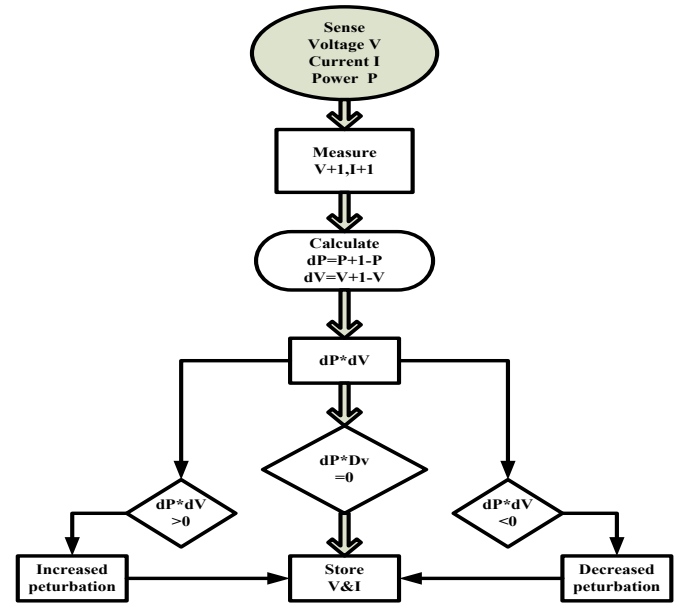 Sense
Voltage V
Current I
Power P
Measure
V+1,I+1
Calculate
dP=P+1-P
dV=V+1-V
dP*dV
dP*Dv
=0
dP*dV
>0
dP*dV
<0
Increased
peturbation
Store
V&I
Decreased
peturbation